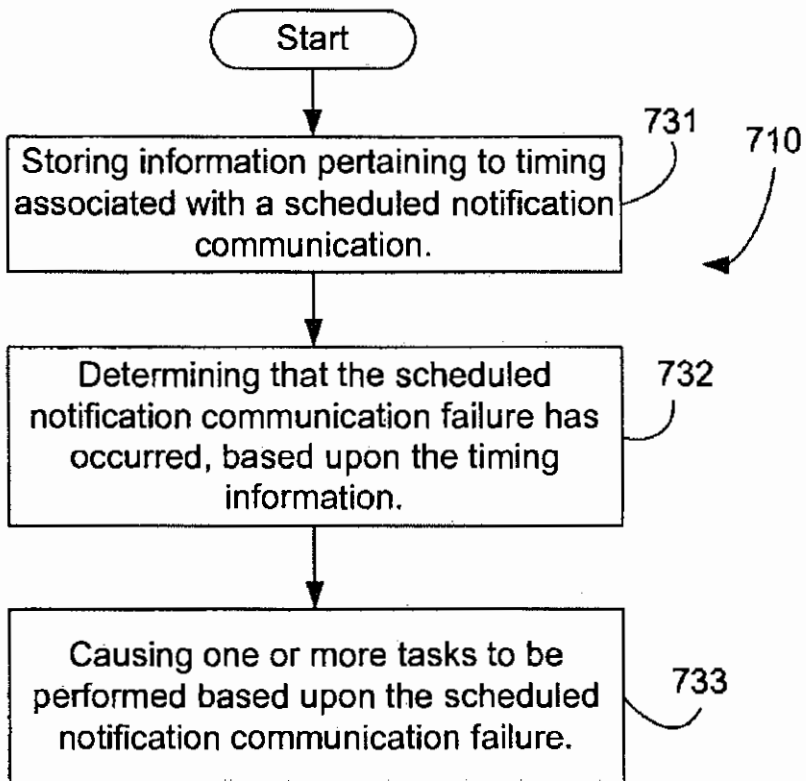 Start
731
710
Storing information pertaining to timing
associated with a scheduled notification
communication.
Determining that the scheduled
notification communication failure has
occurred, based upon the timing
information.
732
Causing one or more tasks to be
performed based upon the scheduled
notification communication failure.
733